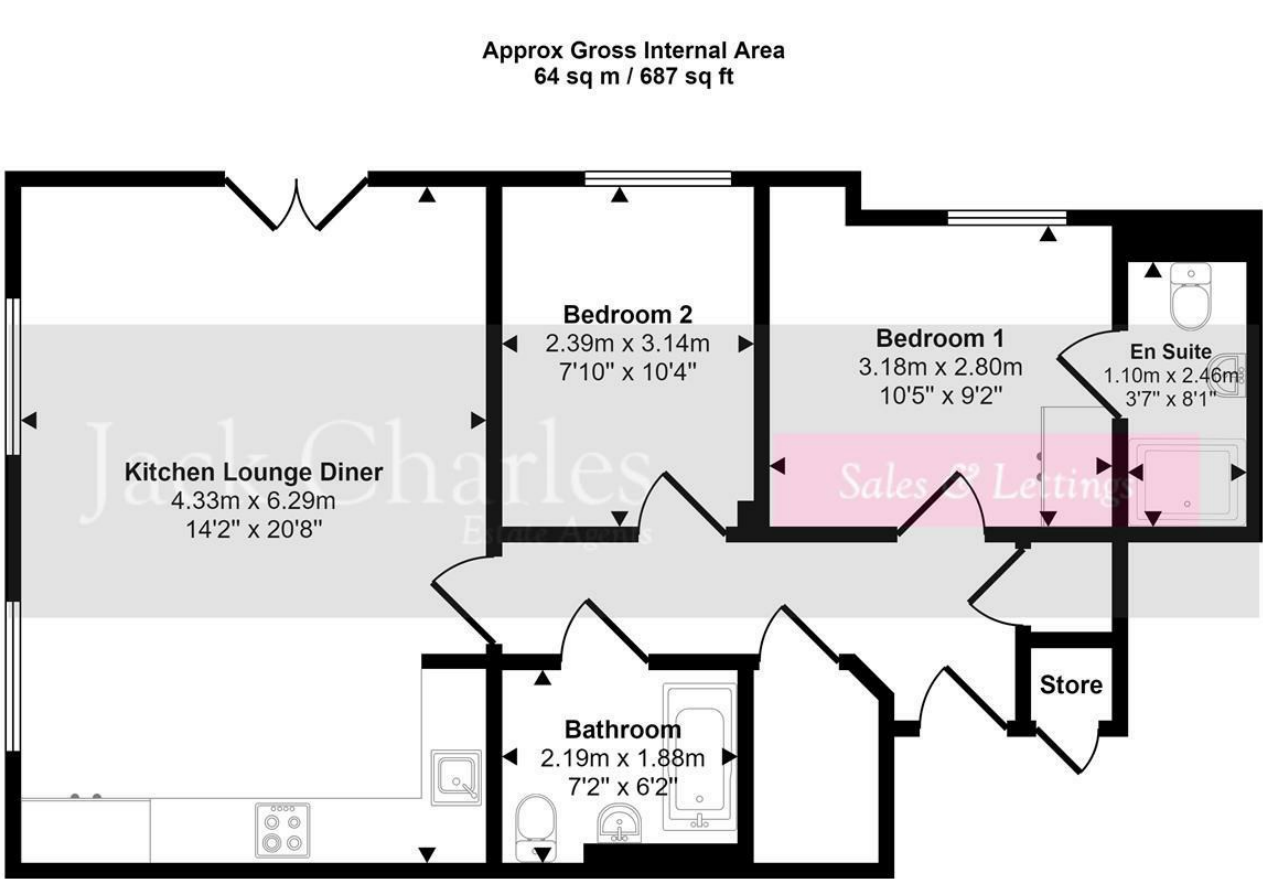 Approx Gross Internal Area
64 sq m / 687 sq ft
Bedroom 2
2.39m x 3.14m
7'10" x 10'4"
Bedroom 1
3.18m x 2.80m
10'5" x 9'2"
En Suite
1.10m x 2.46m
3'7" x 8'1"
Kitchen Lounge Diner
4.33m x 6.29m
14'2" x 20'8"
Jack Charles
Estate Agents
Sales & Lettings
Store
Bathroom
2.19m x 1.88m
7'2" x 6'2"